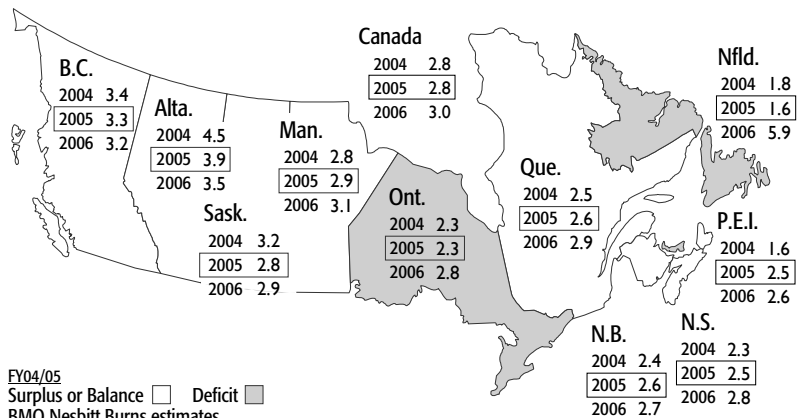 Canada
2004 2.8
2005 2.8
2006 3.0
B.C.
2004 3.4
2005 3.3
2006 3.2
Alta.
2004 4.5
2005 3.9
2006 3.5
Sask.
2004 3.2
2005 2.8
2006 2.9
Man.
2004 2.8
2005 2.9
2006 3.1
Ont.
2004 2.3
2005 2.3
2006 2.8
Que.
2004 2.5
2005 2.6
2006 2.9
Nfld.
2004 1.8
2005 1.6
2006 5.9
P.E.I.
2004 1.6
2005 2.5
2006 2.6
N.B.
2004 2.4
2005 2.6
2006 2.7
N.S.
2004 2.3
2005 2.5
2006 2.8
FY04/05
Surplus or Balance Deficit
BMO Nesbitt Burns estimates